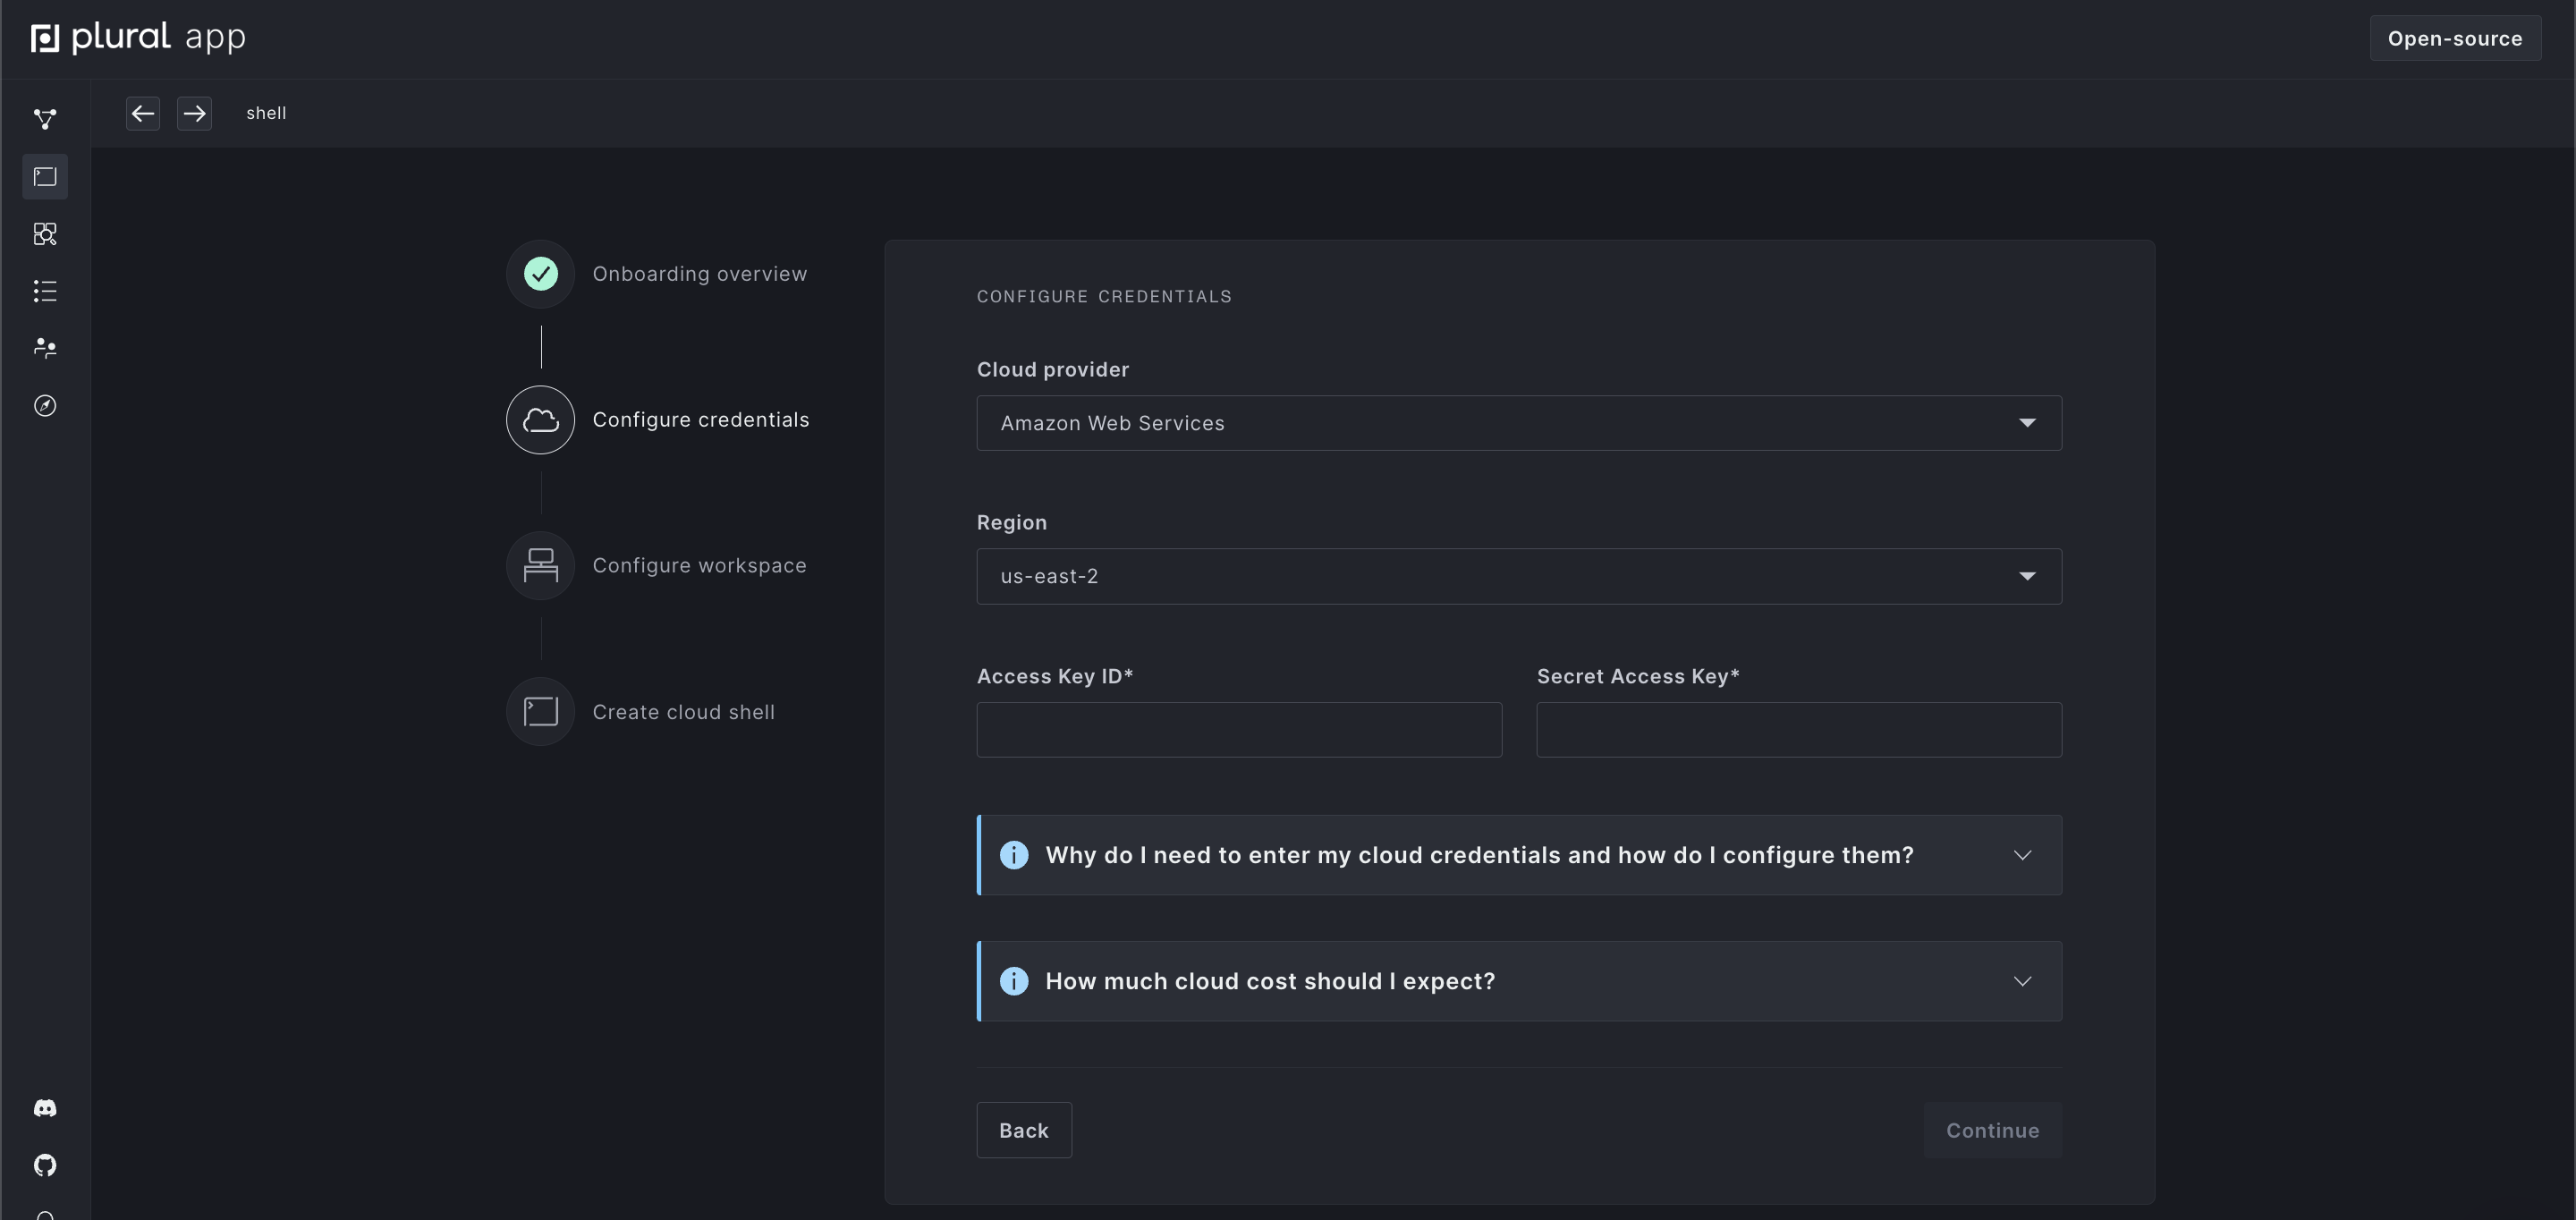 plural app
Open-source
shell
Onboarding overview
Configure credentials
Configure workspace
Create cloud shell
CONFIGURE CREDENTIALS
Cloud provider
Amazon Web Services
Region
us-east-2
Access Key ID*
Secret Access Key*
Why do I need to enter my cloud credentials and how do I configure them?
How much cloud cost should I expect?
Back
Continue